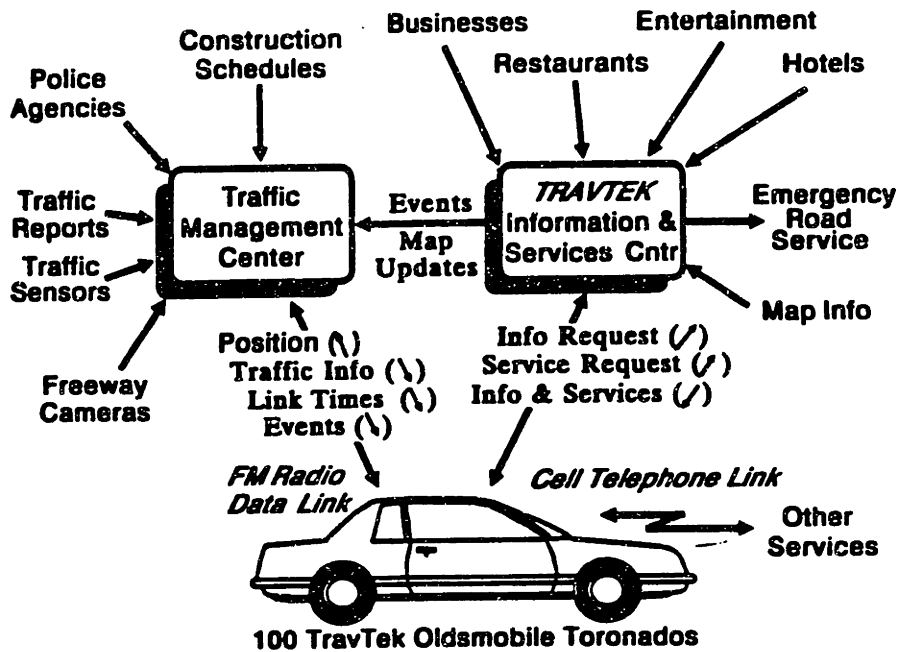 Businesses
Entertainment
Construction
Schedules
Restaurants
Hotels
Police
Agencies
Traffic
Reports
Traffic
Sensors
Freeway
Cameras
Traffic
Management
Center
Events
Map
Updates
TRAVTEK
Information &
Services Cntr
Emergency
Road
Service
Map Info
Position (↖)
Traffic Info (↘)
Link Times (↘)
Events (↘)
Info Request (↗)
Service Request (↗)
Info & Services (↙)
FM Radio
Data Link
Cell Telephone Link
Other
Services
100 TravTek Oldsmobile Toronados